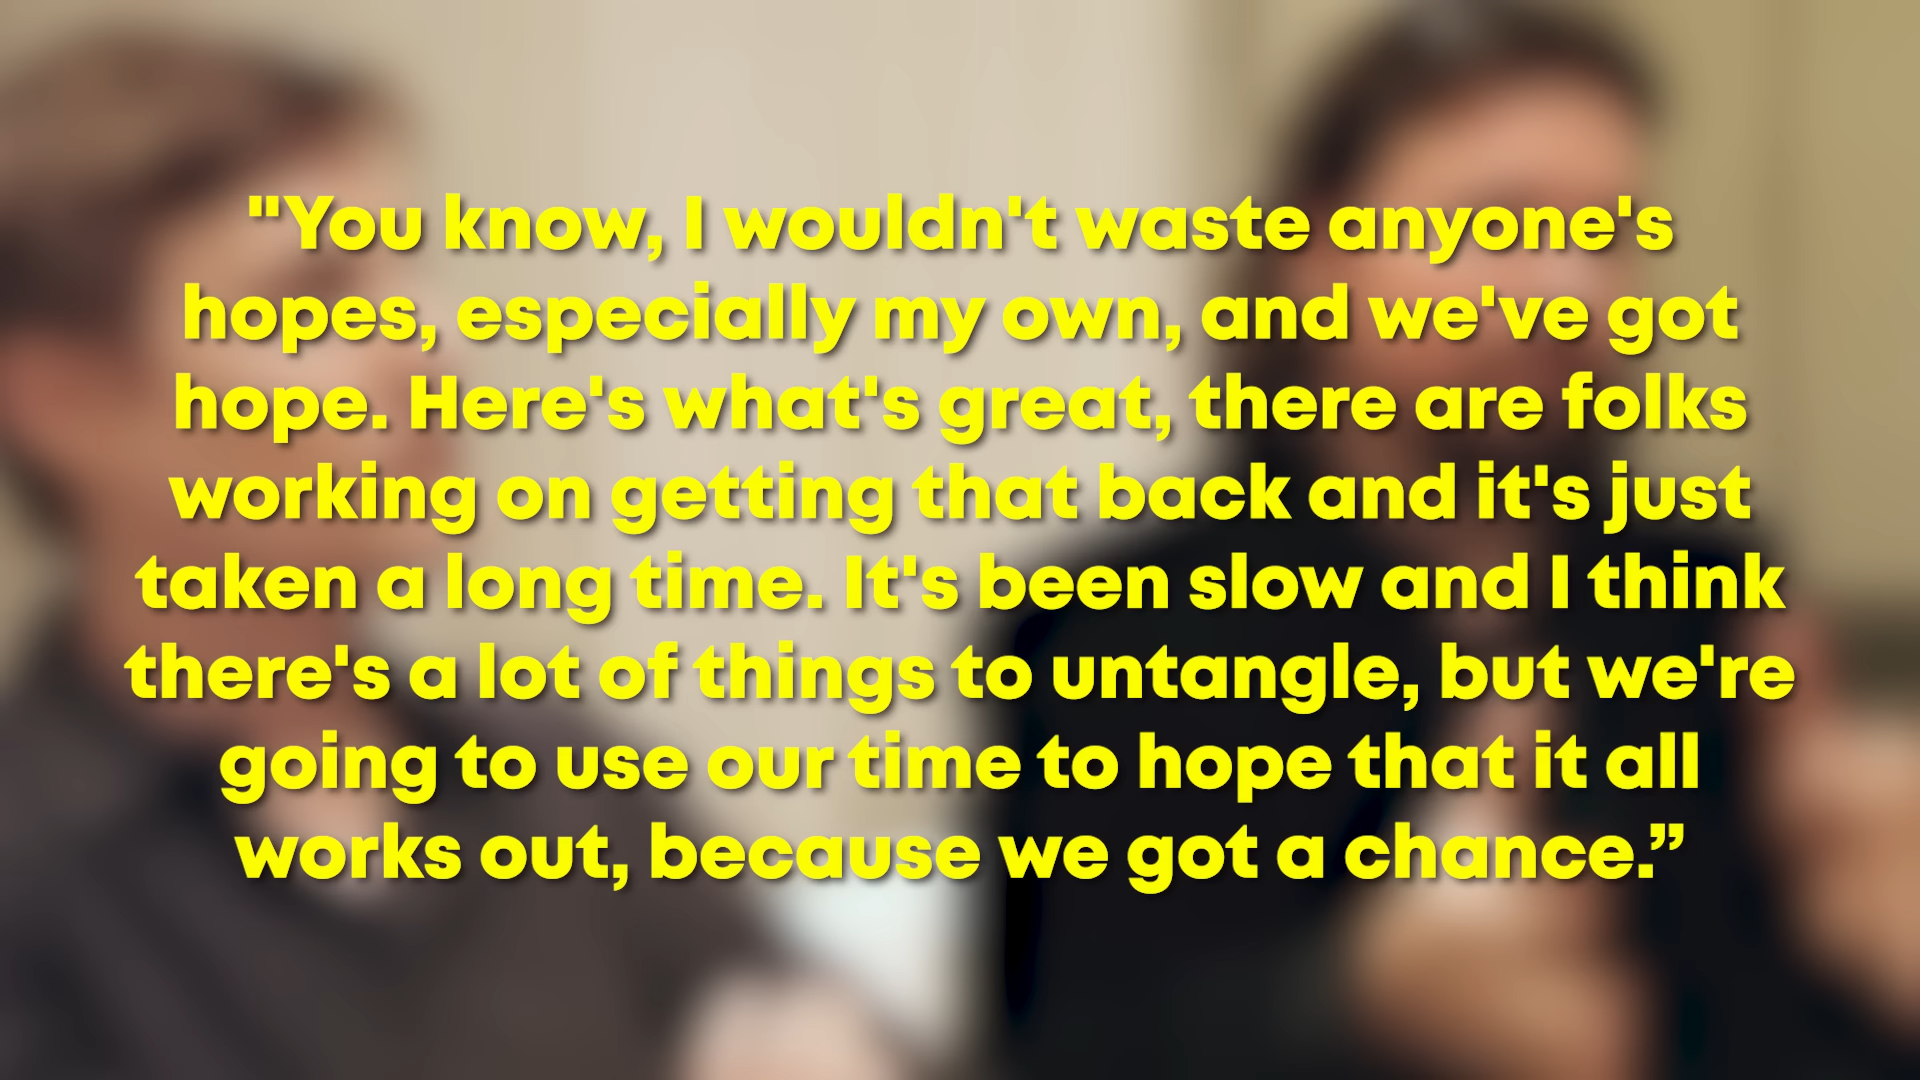 "You know, I wouldn't waste anyone's
hopes, especially my own, and we've got
hope. Here's what's great, there are folks
working on getting that back and it's just
taken a long time. It's been slow and I think
there's a lot of things to untangle, but we're
going to use our time to hope that it all
works out, because we got a chance.”